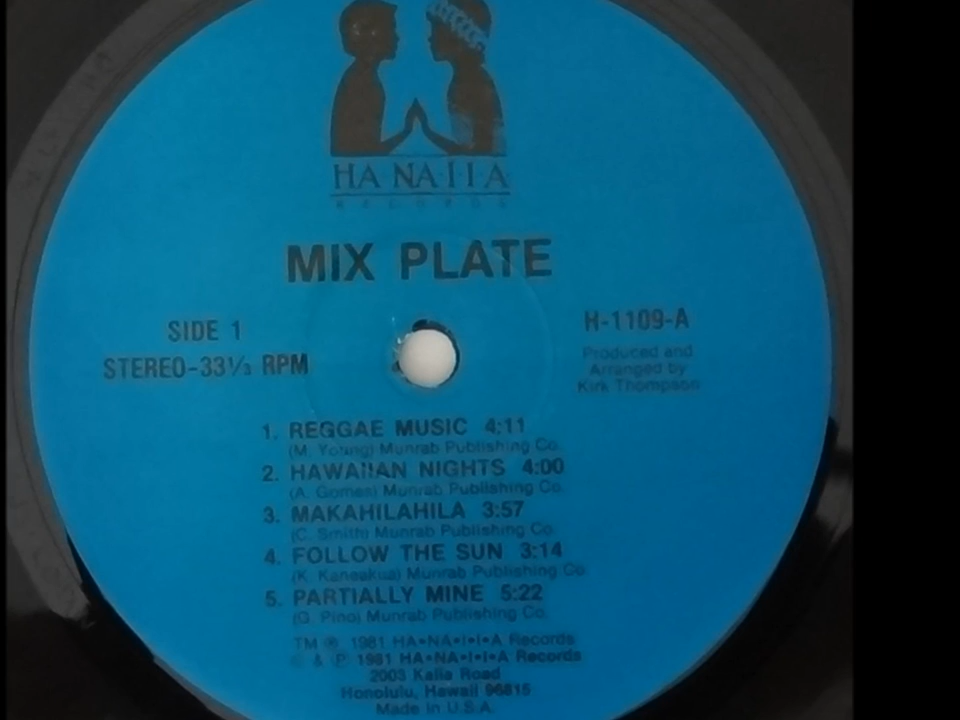 HA·NA·I·I·A
RECORDS
MIX PLATE
SIDE 1
STEREO-33⅓ RPM
H-1109-A
Produced and
Arranged by
Kirk Thompson
1. REGGAE MUSIC 4:11
(M. Young) Munrab Publishing Co.
2. HAWAIIAN NIGHTS 4:00
(A. Gomes) Munrab Publishing Co.
3. MAKAHILAHILA 3:57
(C. Smith) Munrab Publishing Co.
4. FOLLOW THE SUN 3:14
(K. Kaneakua) Munrab Publishing Co.
5. PARTIALLY MINE 5:22
(G. Pino) Munrab Publishing Co.
TM ® 1981 HA•NA•I•I•A Records
© & ℗ 1981 HA•NA•I•I•A Records
2003 Kalia Road
Honolulu, Hawaii 96815
Made in U.S.A.